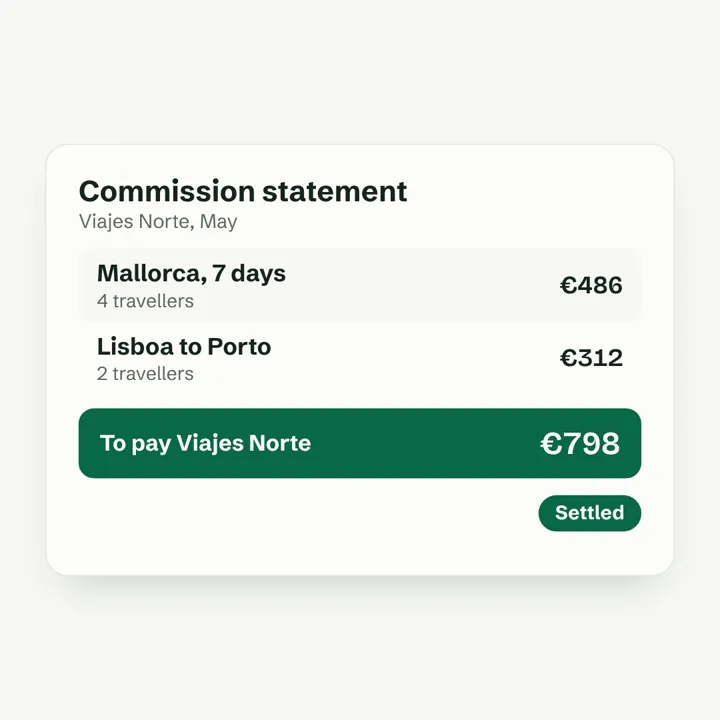 Commission statement
Viajes Norte, May
Mallorca, 7 days
€486
4 travellers
Lisboa to Porto
€312
2 travellers
To pay Viajes Norte
€798
Settled